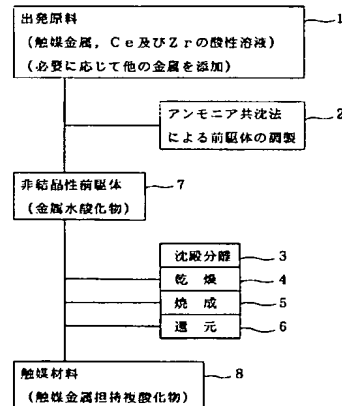 出発原料
1
(触媒金属，Ce及びZrの酸性溶液)
(必要に応じて他の金属を添加)
アンモニア共沈法
2
による前駆体の調製
非結晶性前駆体
7
(金属水酸化物)
沈殿分離
3
乾燥
4
焼成
5
還元
6
触媒材料
8
(触媒金属担持複酸化物)